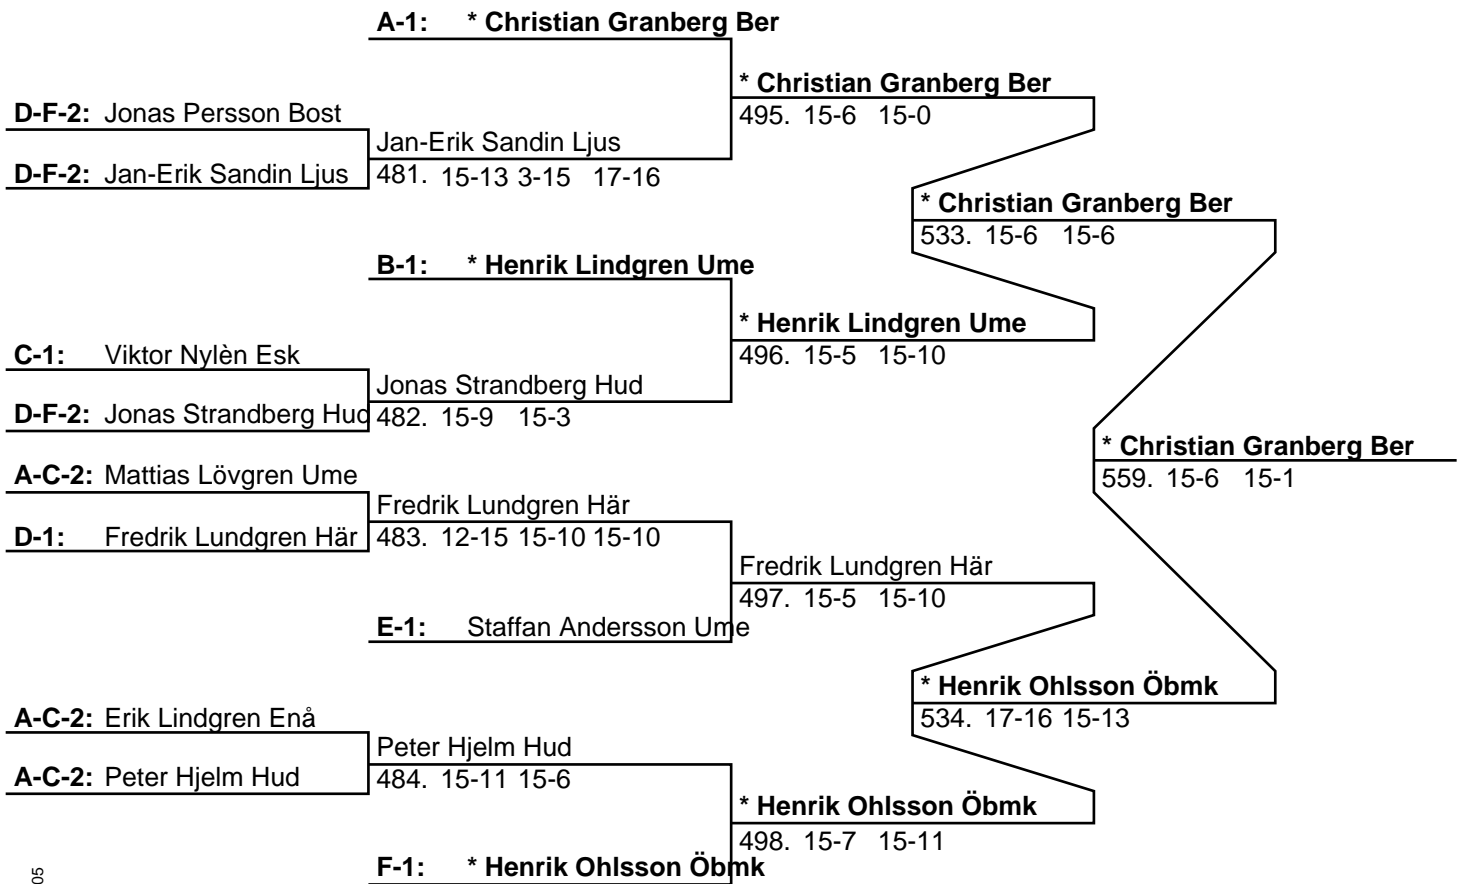 A-1: * Christian Granberg Ber
* Christian Granberg Ber
495. 15-6 15-0
D-F-2: Jonas Persson Bost
Jan-Erik Sandin Ljus
D-F-2: Jan-Erik Sandin Ljus
481. 15-13 3-15 17-16
* Christian Granberg Ber
533. 15-6 15-6
B-1: * Henrik Lindgren Ume
* Henrik Lindgren Ume
496. 15-5 15-10
C-1: Viktor Nylèn Esk
Jonas Strandberg Hud
D-F-2: Jonas Strandberg Hud
482. 15-9 15-3
* Christian Granberg Ber
559. 15-6 15-1
A-C-2: Mattias Lövgren Ume
Fredrik Lundgren Här
D-1: Fredrik Lundgren Här
483. 12-15 15-10 15-10
Fredrik Lundgren Här
497. 15-5 15-10
E-1: Staffan Andersson Ume
* Henrik Ohlsson Öbmk
534. 17-16 15-13
A-C-2: Erik Lindgren Enå
Peter Hjelm Hud
A-C-2: Peter Hjelm Hud
484. 15-11 15-6
* Henrik Ohlsson Öbmk
498. 15-7 15-11
F-1: * Henrik Ohlsson Öbmk
05